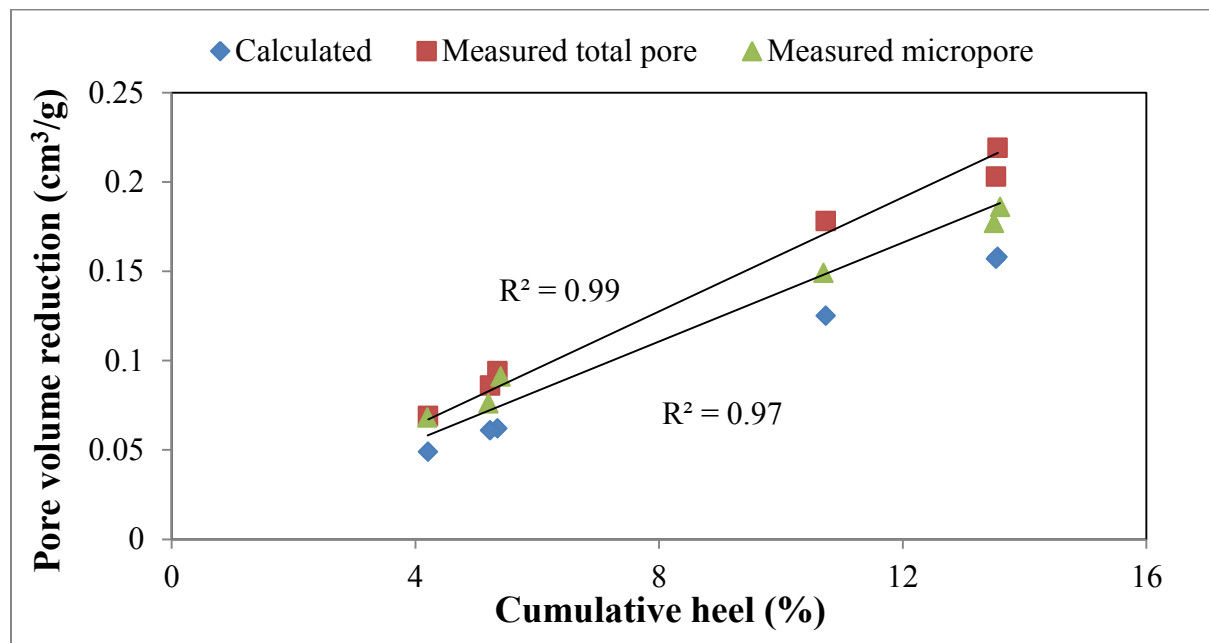 Calculated Measured total pore Measured micropore
0.25
0.2
0.15
0.1
0.05
0
Pore volume reduction (cm³/g)
R² = 0.99
R² = 0.97
0 4 8 12 16
Cumulative heel (%)